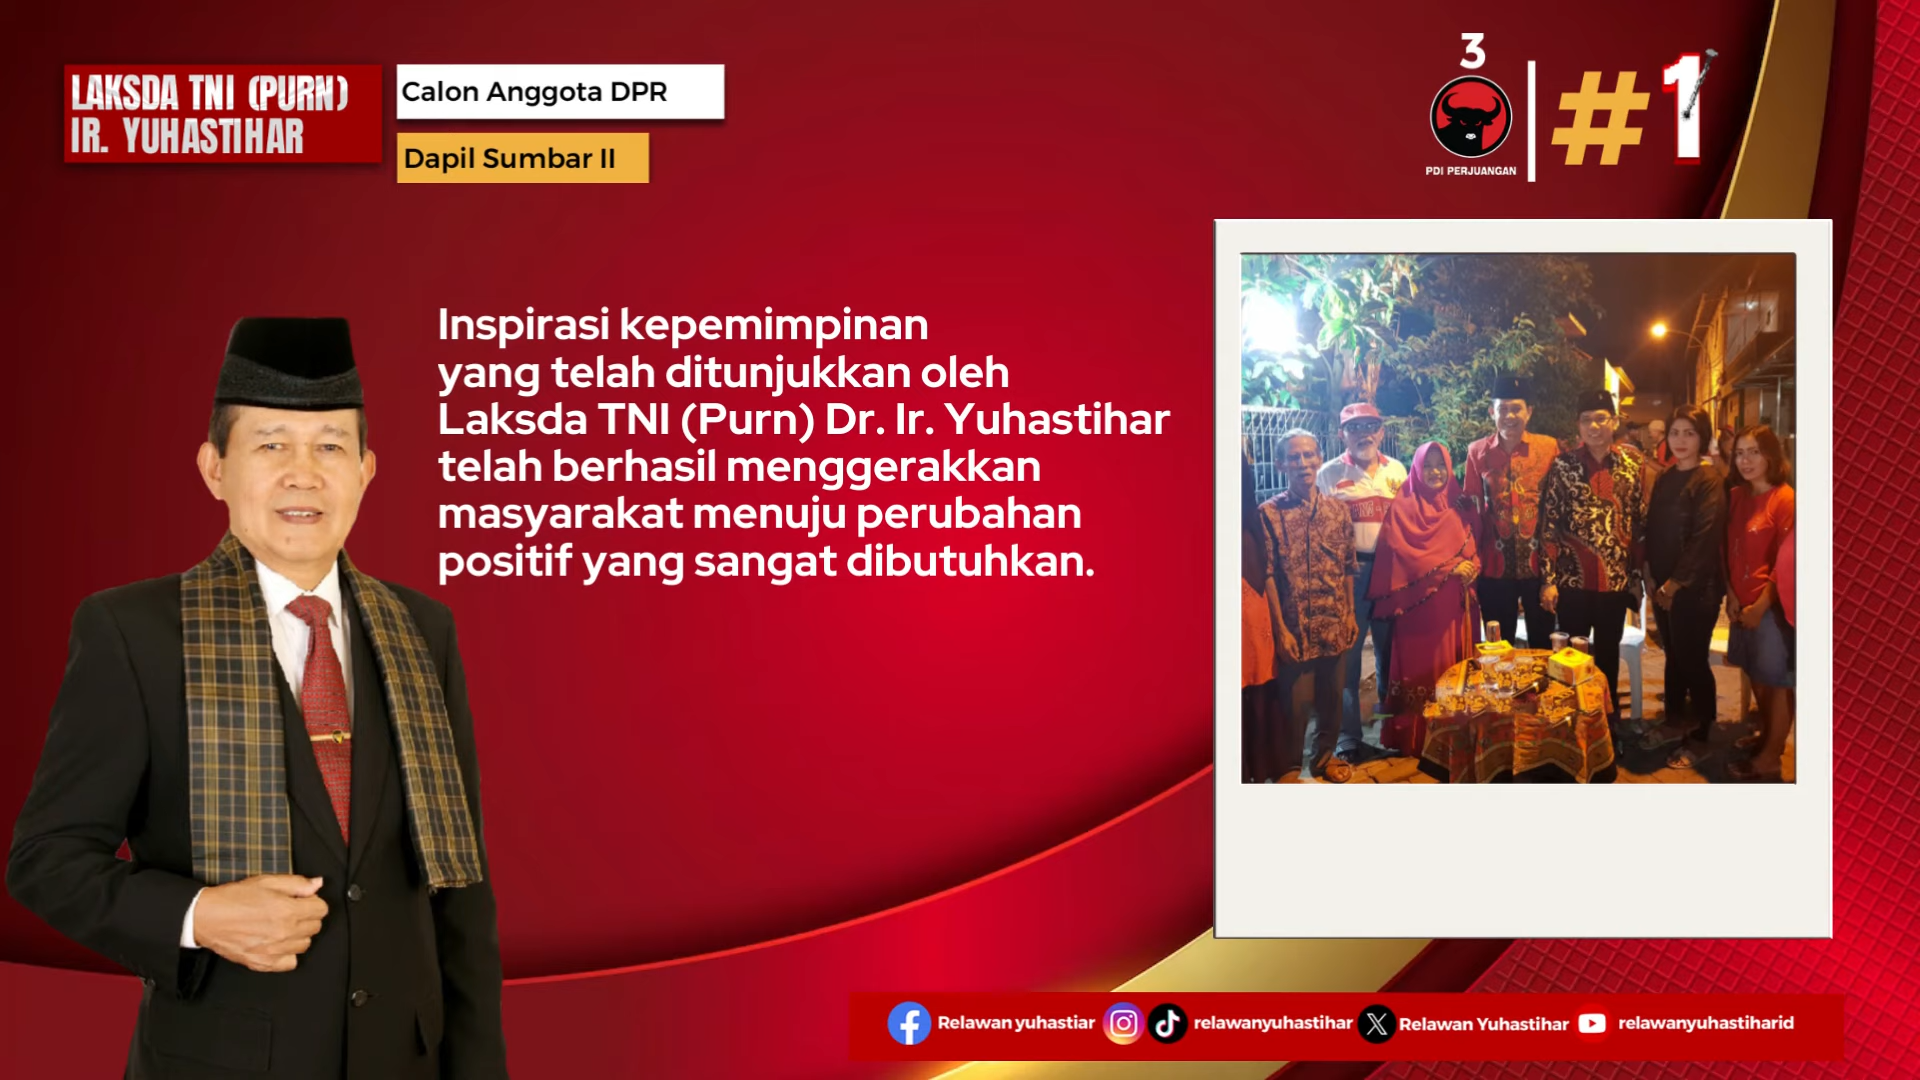 LAKSDA TNI (PURN)
IR. YUHASTIHAR
Calon Anggota DPR
Dapil Sumbar II
3
PDI PERJUANGAN
#1
Inspirasi kepemimpinan
yang telah ditunjukkan oleh
Laksda TNI (Purn) Dr. Ir. Yuhastihar
telah berhasil menggerakkan
masyarakat menuju perubahan
positif yang sangat dibutuhkan.
Relawan yuhastiar relawanyuhastihar Relawan Yuhastihar relawanyuhastiharid